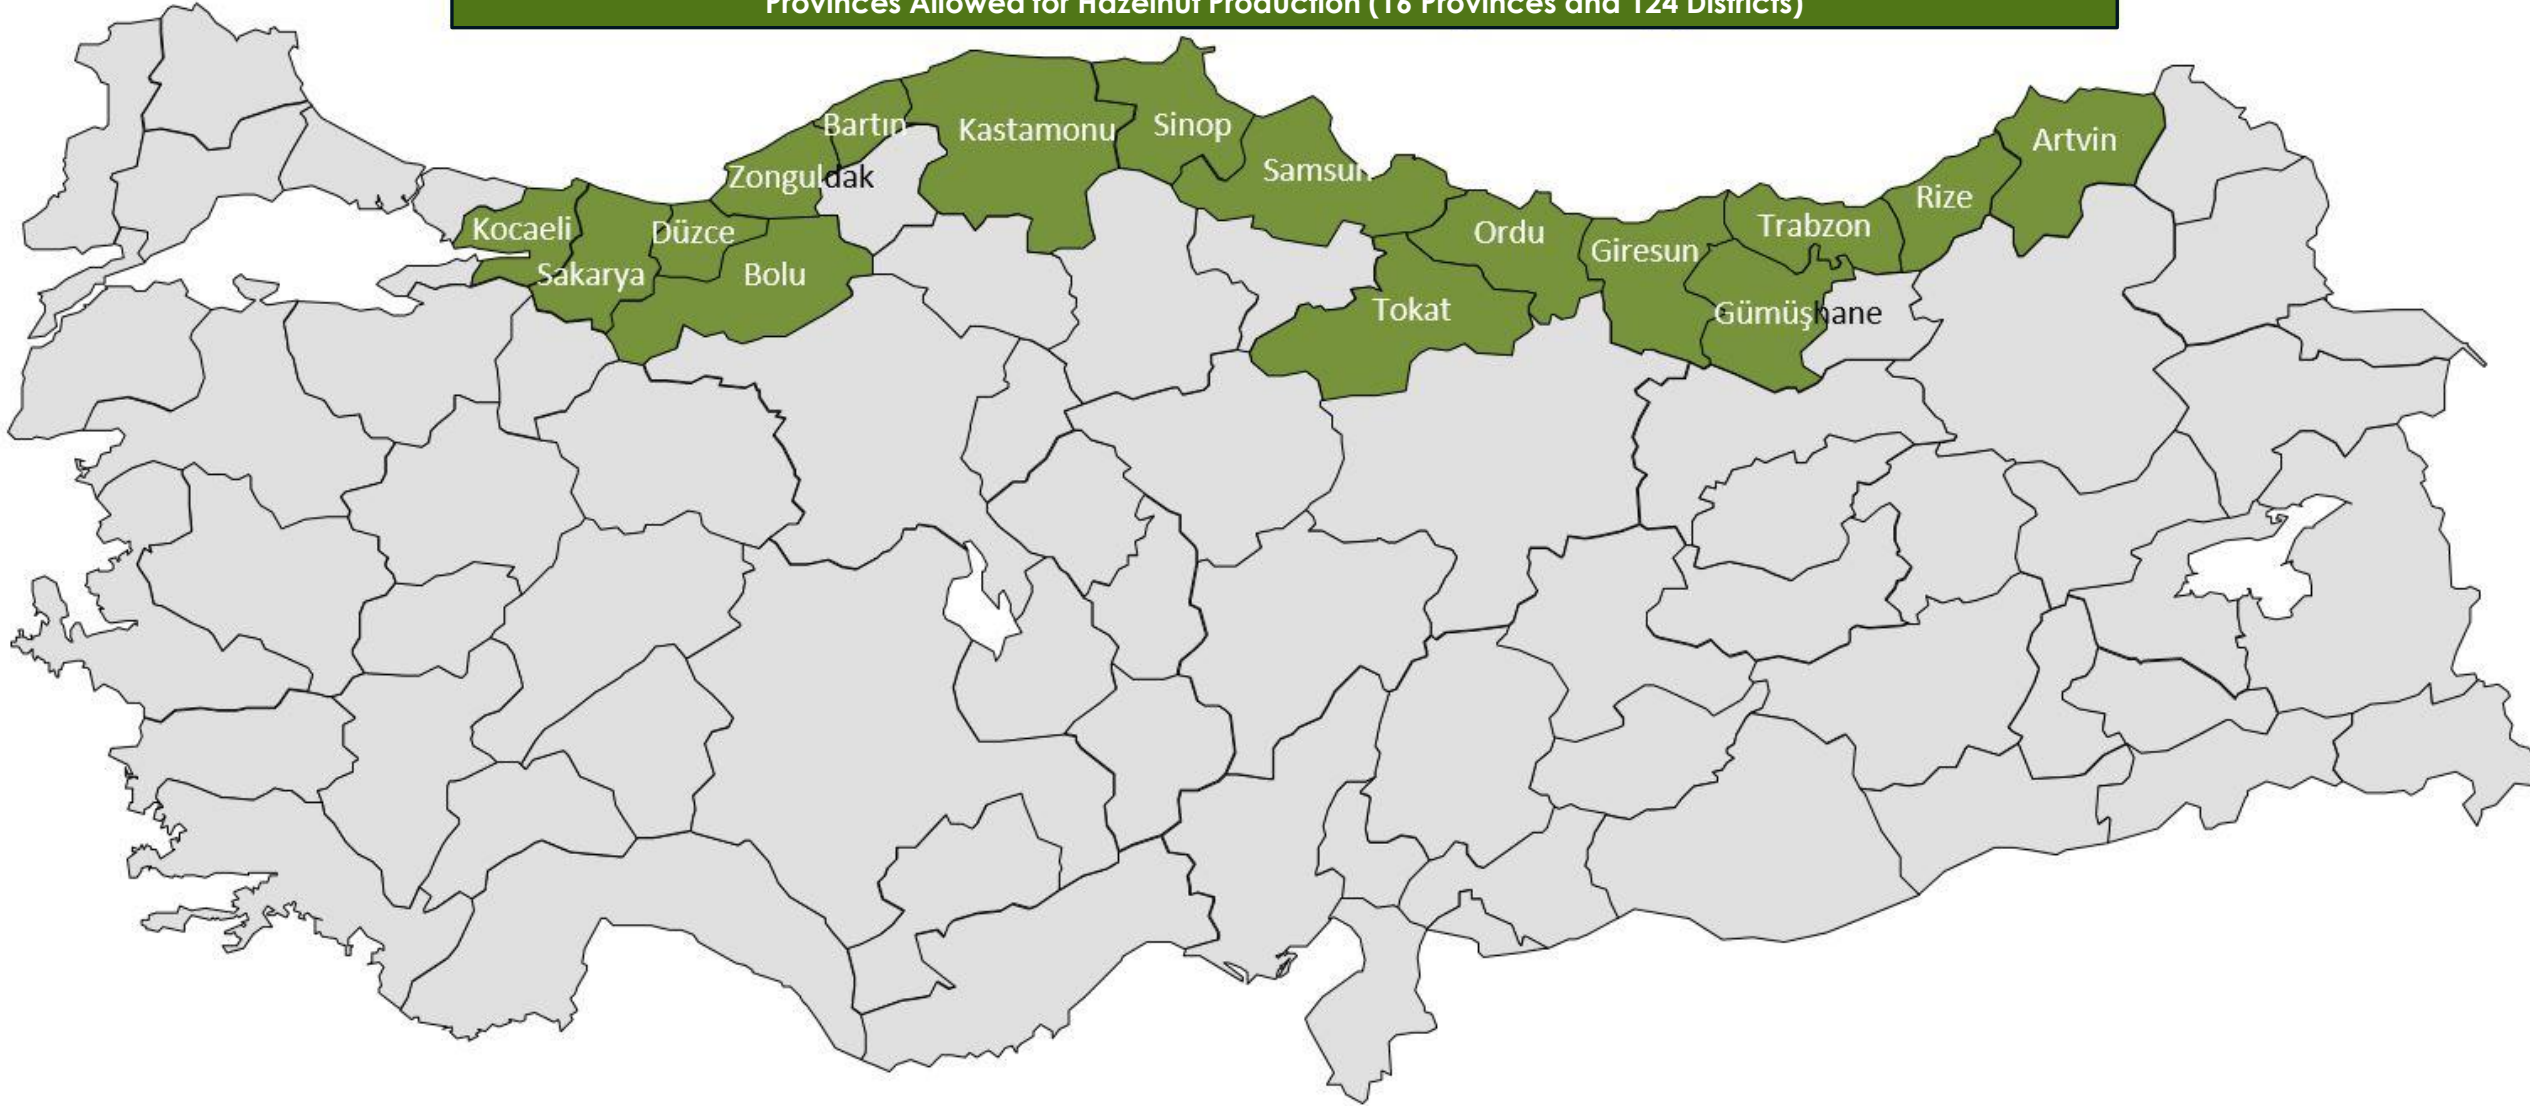 Provinces Allowed for Hazelnut Production (16 Provinces and 124 Districts)
Bartın
Kastamonu
Sinop
Artvin
Zonguldak
Samsun
Rize
Kocaeli
Düzce
Ordu
Giresun
Trabzon
Sakarya
Bolu
Tokat
Gümüşhane